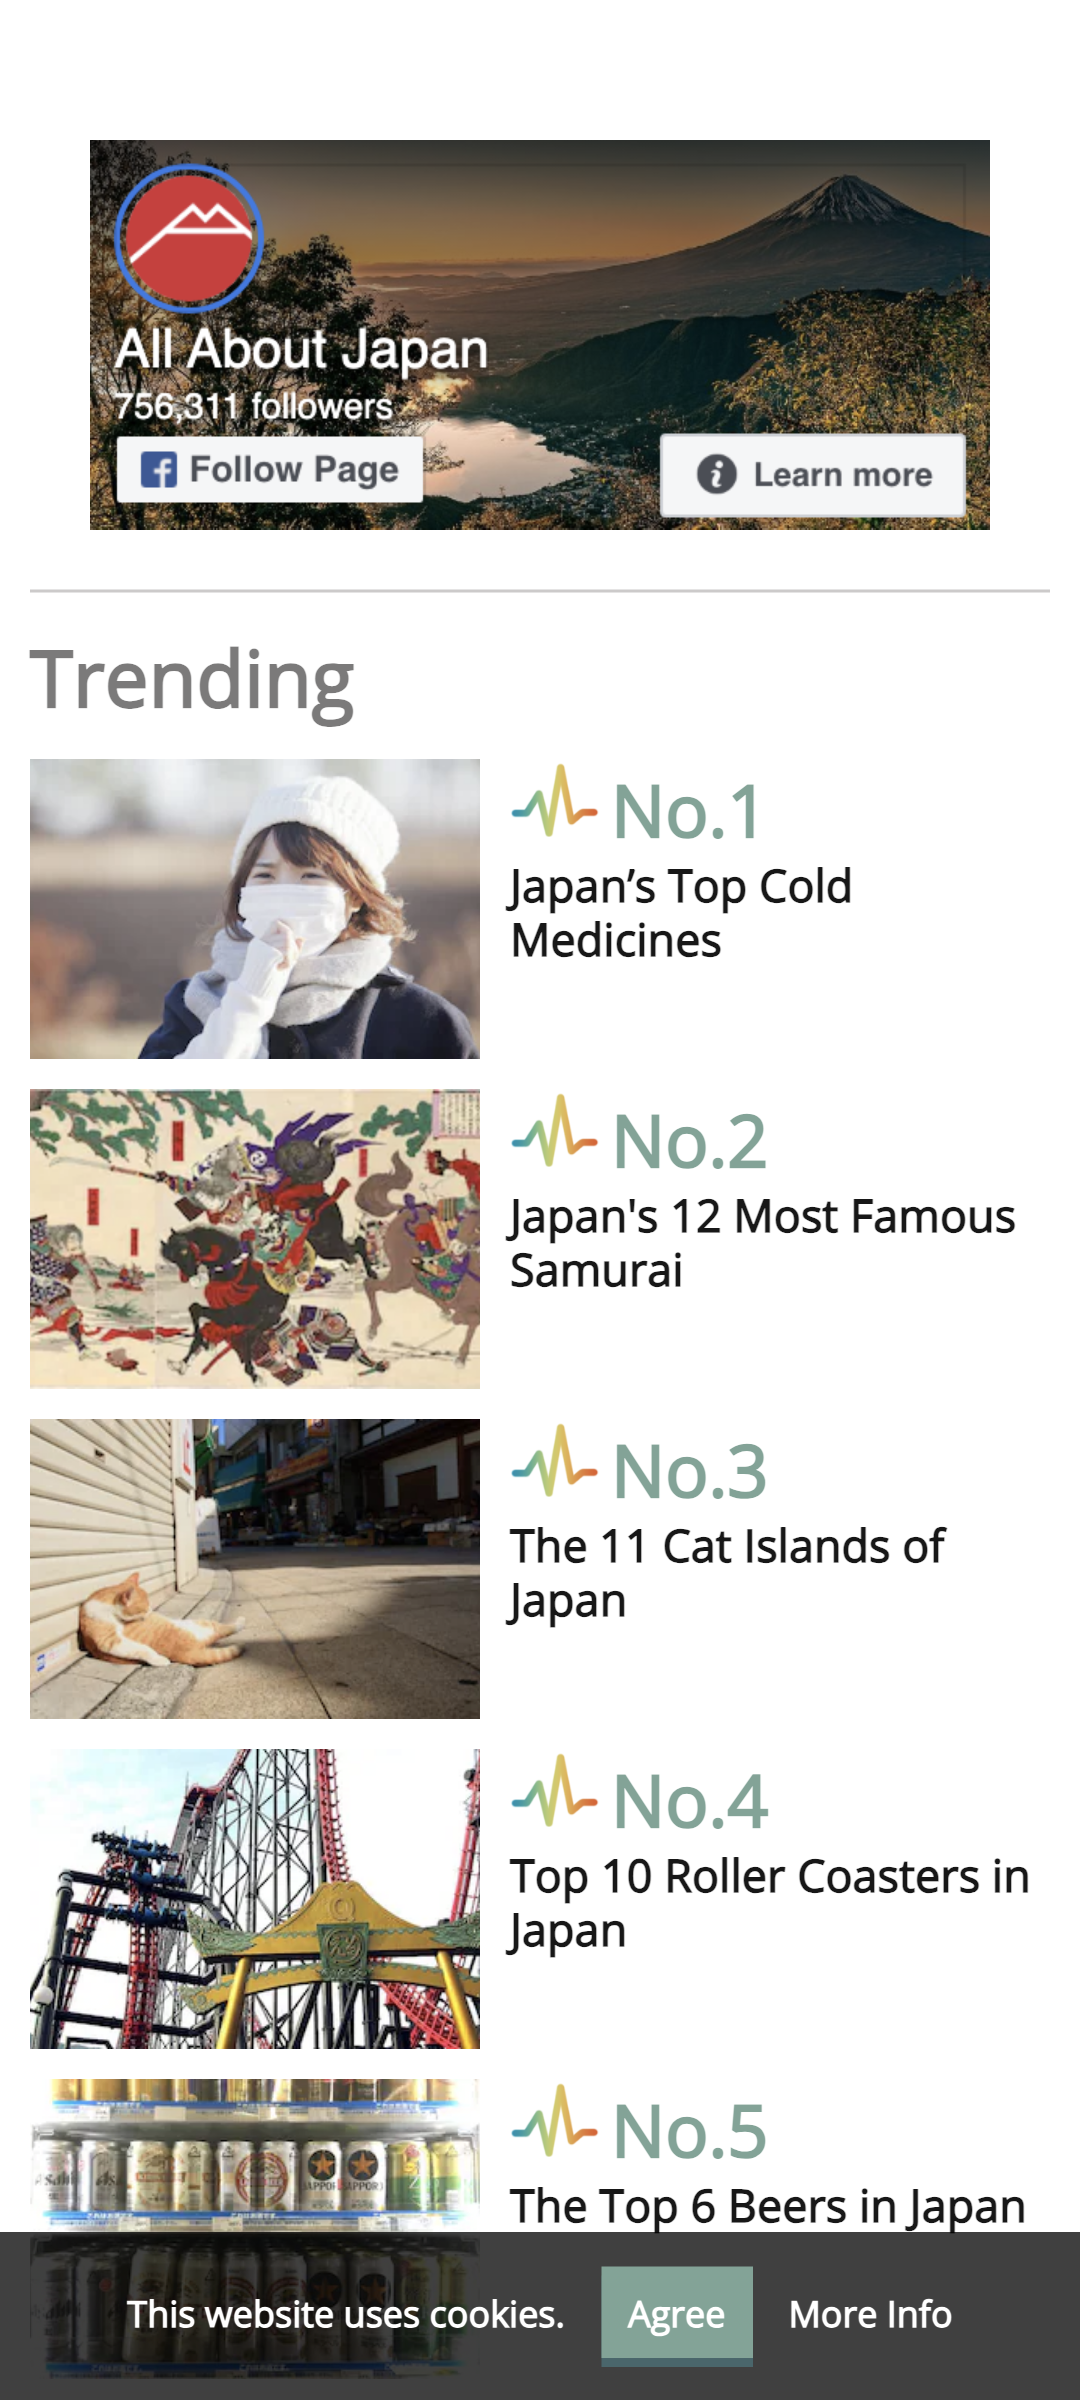 All About Japan
756,311 followers
Follow Page
Learn more
Trending
No.1
Japan’s Top Cold
Medicines
No.2
Japan's 12 Most Famous
Samurai
No.3
The 11 Cat Islands of
Japan
No.4
Top 10 Roller Coasters in
Japan
No.5
The Top 6 Beers in Japan
This website uses cookies.
Agree
More Info